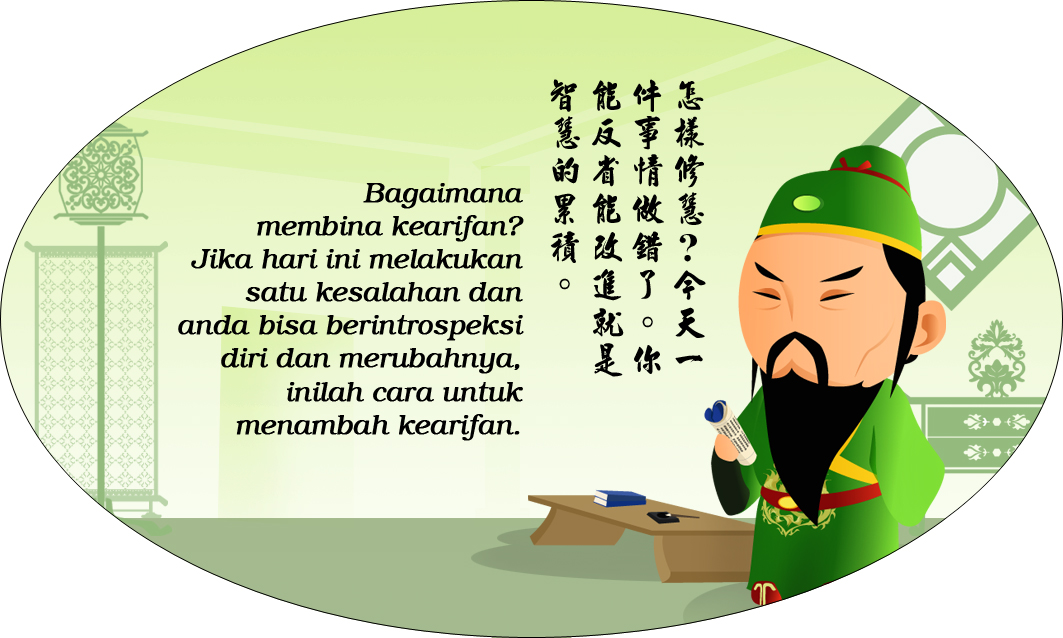 Bagaimana
membina kearifan?
Jika hari ini melakukan
satu kesalahan dan
anda bisa berintrospeksi
diri dan merubahnya,
inilah cara untuk
menambah kearifan.
怎樣修慧？今天一
件事情做錯了。你
能反省能改進就是
智慧的累積。